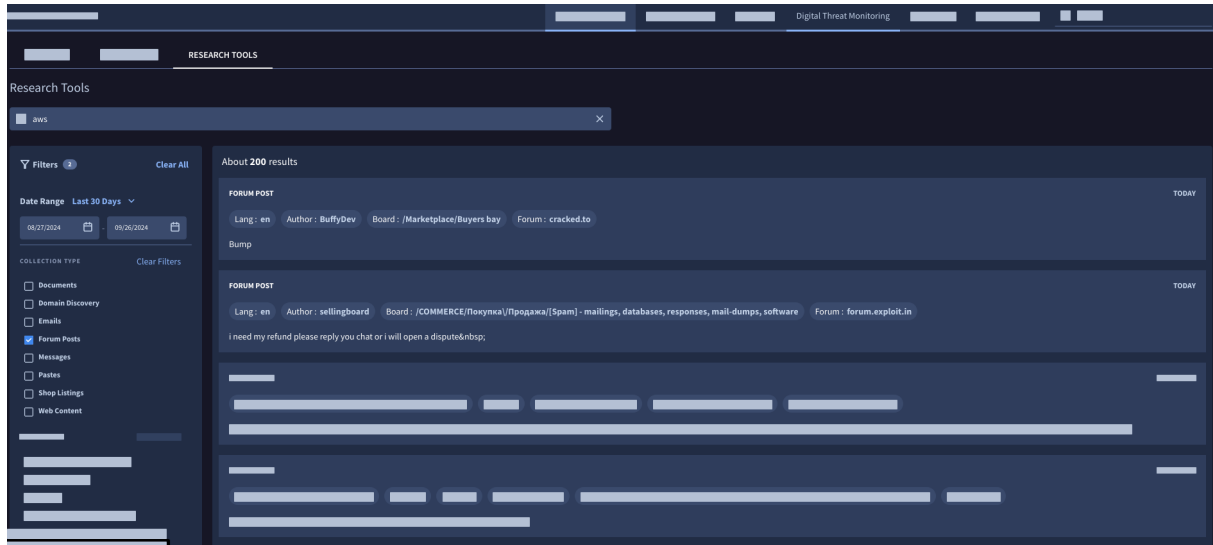 Digital Threat Monitoring
RESEARCH TOOLS
Research Tools
aws
Filters 2 Clear All
Date Range Last 30 Days
08/27/2024 - 09/26/2024
COLLECTION TYPE Clear Filters
Documents
Domain Discovery
Emails
Forum Posts
Messages
Pastes
Shop Listings
Web Content
About 200 results
FORUM POST TODAY
Lang : en Author : BuffyDev Board : /Marketplace/Buyers bay Forum : cracked.to
Bump
FORUM POST TODAY
Lang : en Author : sellingboard Board : /COMMERCE/Покупка\/Продажа/[Spam] - mailings, databases, responses, mail-dumps, software Forum : forum.exploit.in
i need my refund please reply you chat or i will open a dispute&nbsp;